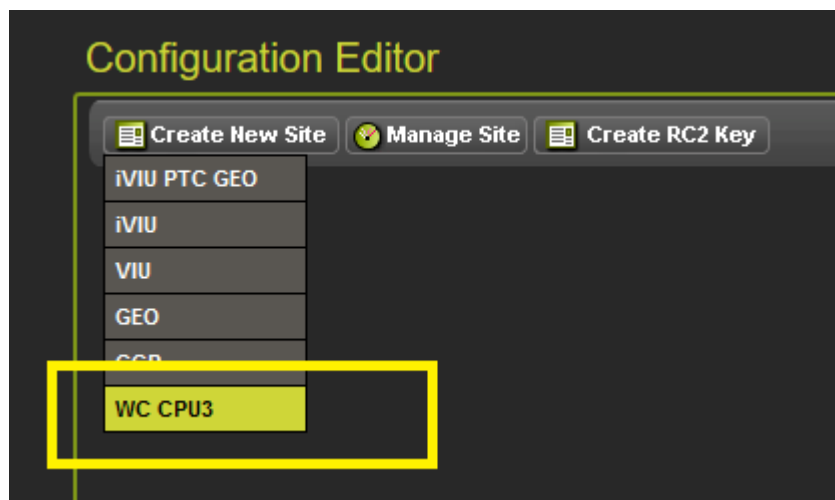 Configuration Editor
Create New Site Manage Site Create RC2 Key
iVIU PTC GEO
iVIU
VIU
GEO
WC CPU3